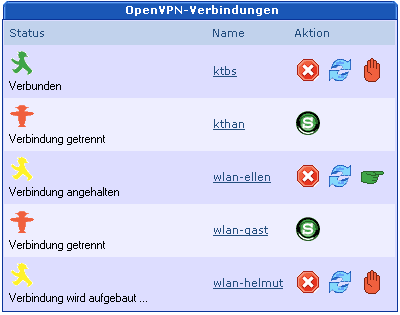 OpenVPN-Verbindungen
Status Name Aktion
ktbs
Verbunden
kthan S
Verbindung getrennt
wlan-ellen
Verbindung angehalten
wlan-gast S
Verbindung getrennt
wlan-helmut
Verbindung wird aufgebaut ...